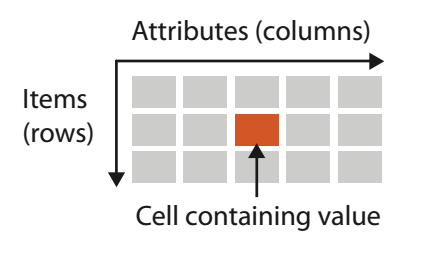 Attributes (columns)
Items
(rows)
Cell containing value